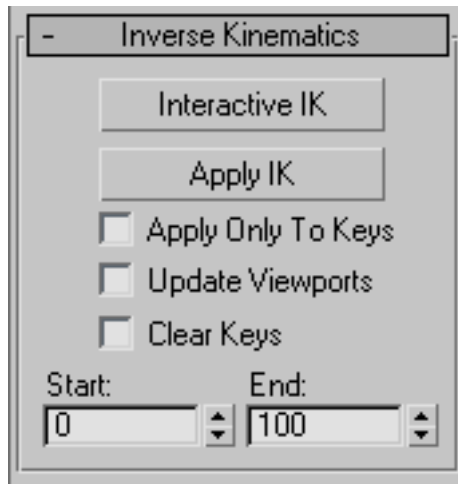 - Inverse Kinematics
Interactive IK
Apply IK
Apply Only To Keys
Update Viewports
Clear Keys
Start: End:
0 100